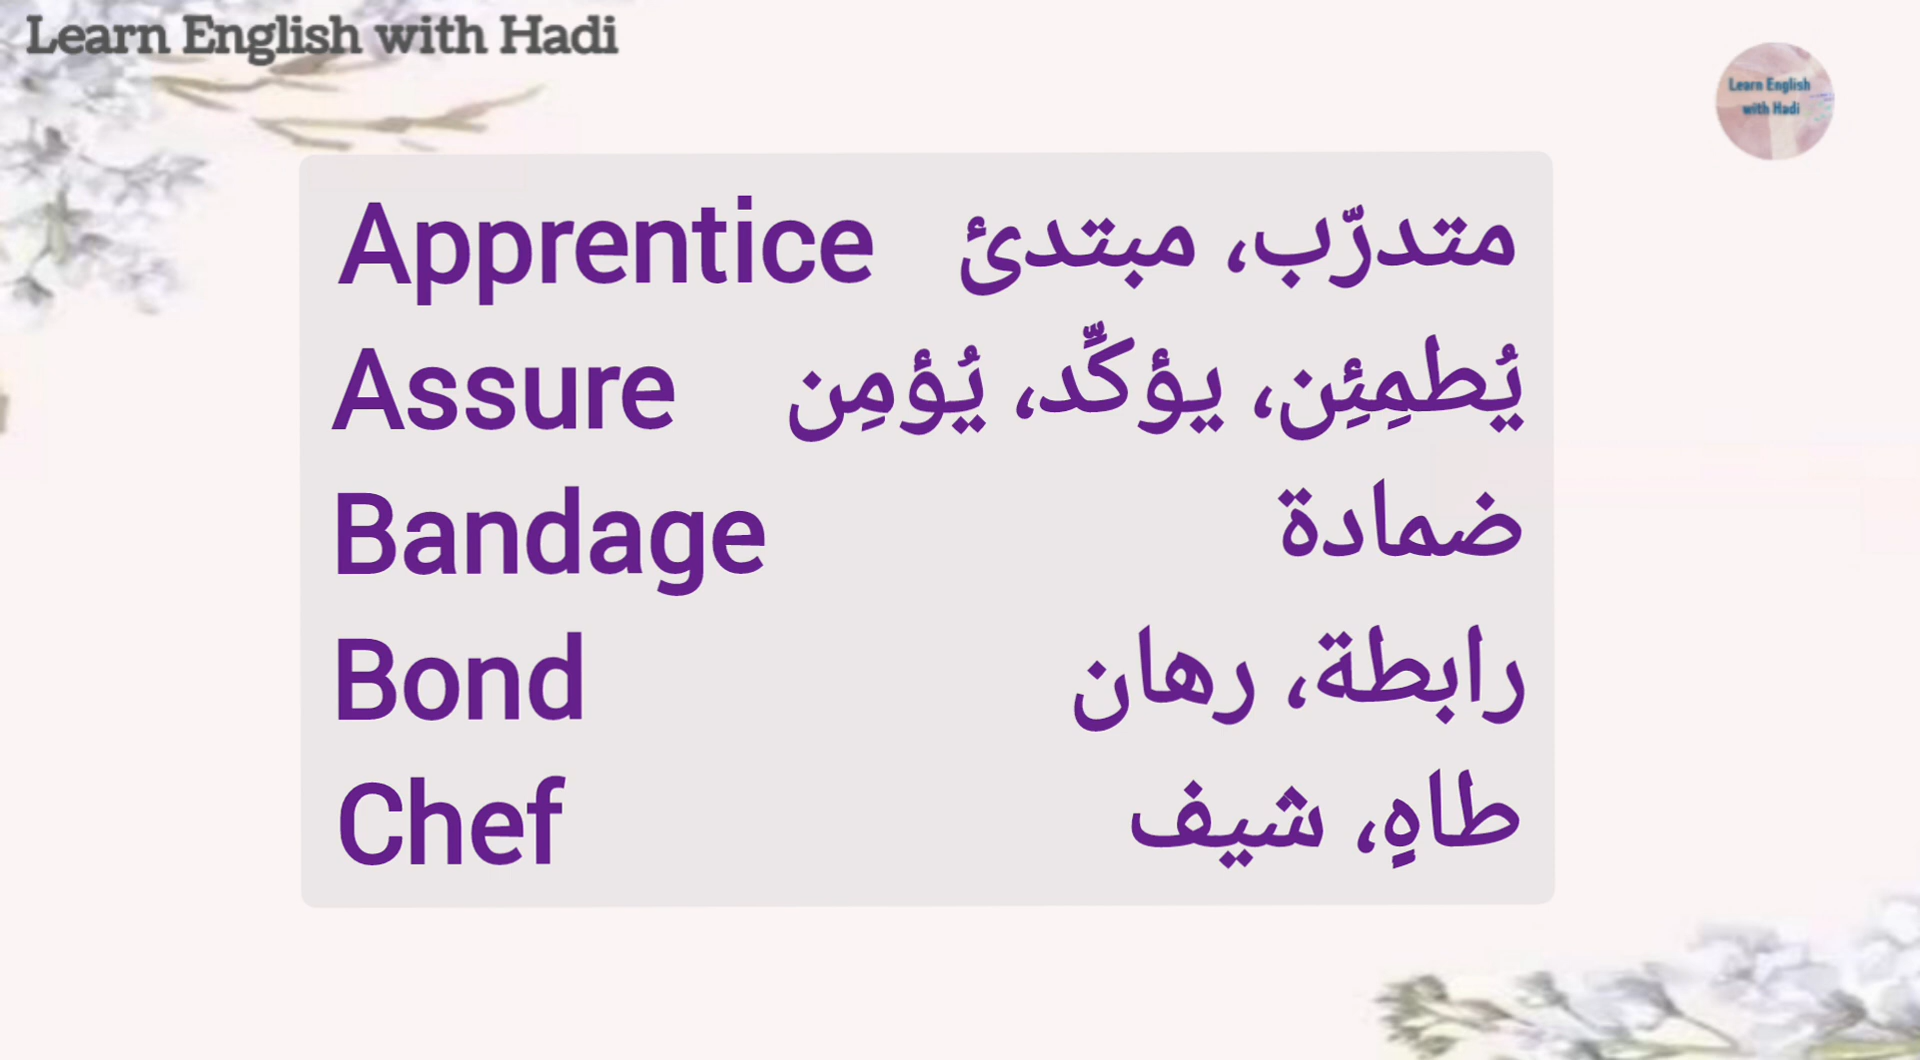 Learn English with Hadi
Learn English
with Hadi
Apprentice متدرّب، مبتدئ
Assure يُطمِئِن، يؤكِّد، يُؤمِن
Bandage ضمادة
Bond رابطة، رهان
Chef طاهٍ، شيف